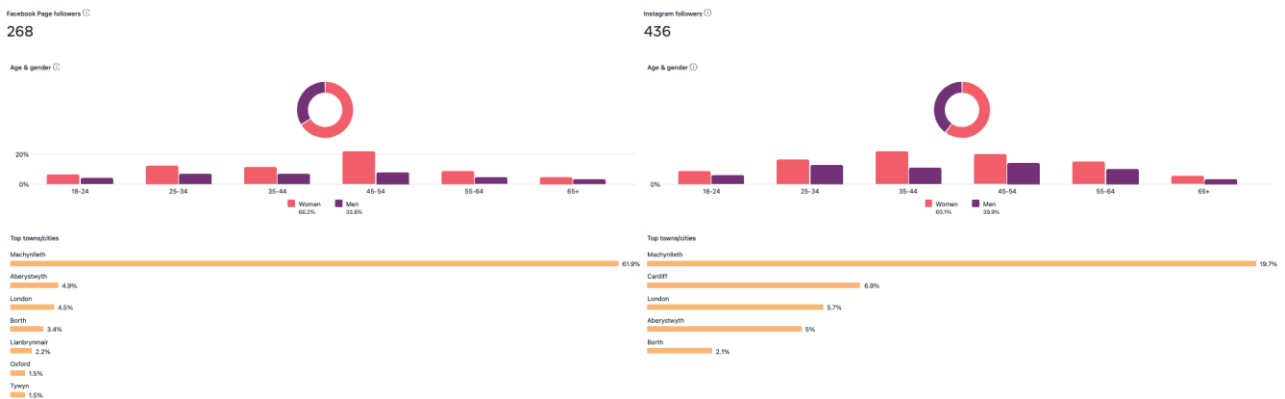 Facebook Page followers
268
Age & gender
20%
0%
18-24 25-34 35-44 45-54 55-64 65+
Women Men
66.2% 33.8%
Top towns/cities
Machynlleth
61.9%
Aberystwyth
4.9%
London
4.5%
Borth
3.4%
Llanbrynmair
2.2%
Oxford
1.5%
Tywyn
1.5%
Instagram followers
436
Age & gender
0%
18-24 25-34 35-44 45-54 55-64 65+
Women Men
60.1% 39.9%
Top towns/cities
Machynlleth
19.7%
Cardiff
6.9%
London
5.7%
Aberystwyth
5%
Borth
2.1%